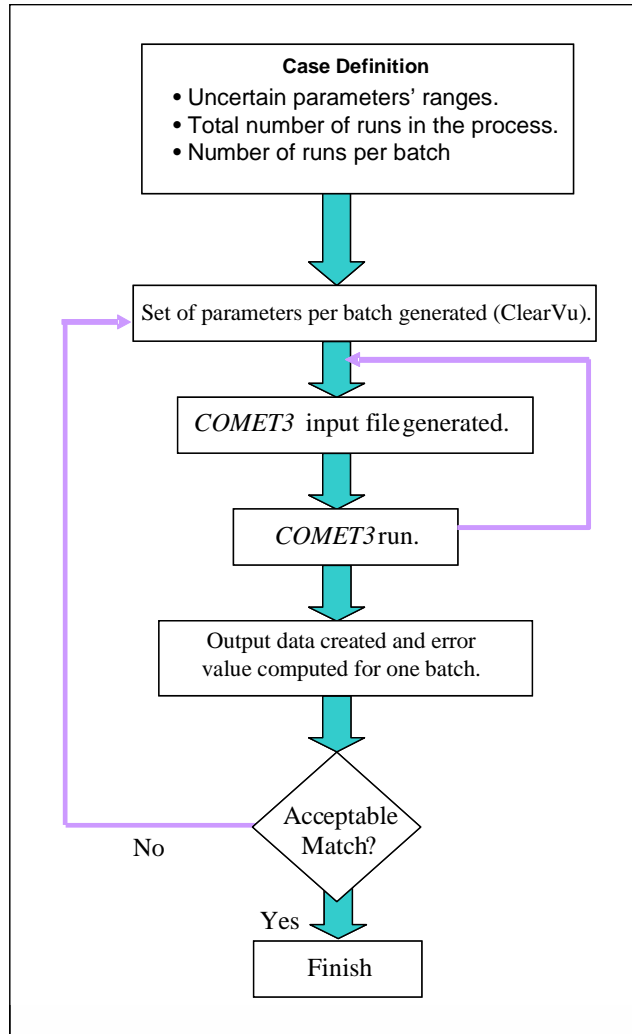 Case Definition
• Uncertain parameters’ ranges.
• Total number of runs in the process.
• Number of runs per batch
Set of parameters per batch generated (ClearVu).
COMET3 input file generated.
COMET3 run.
Output data created and error
value computed for one batch.
Acceptable
Match?
No
Yes
Finish